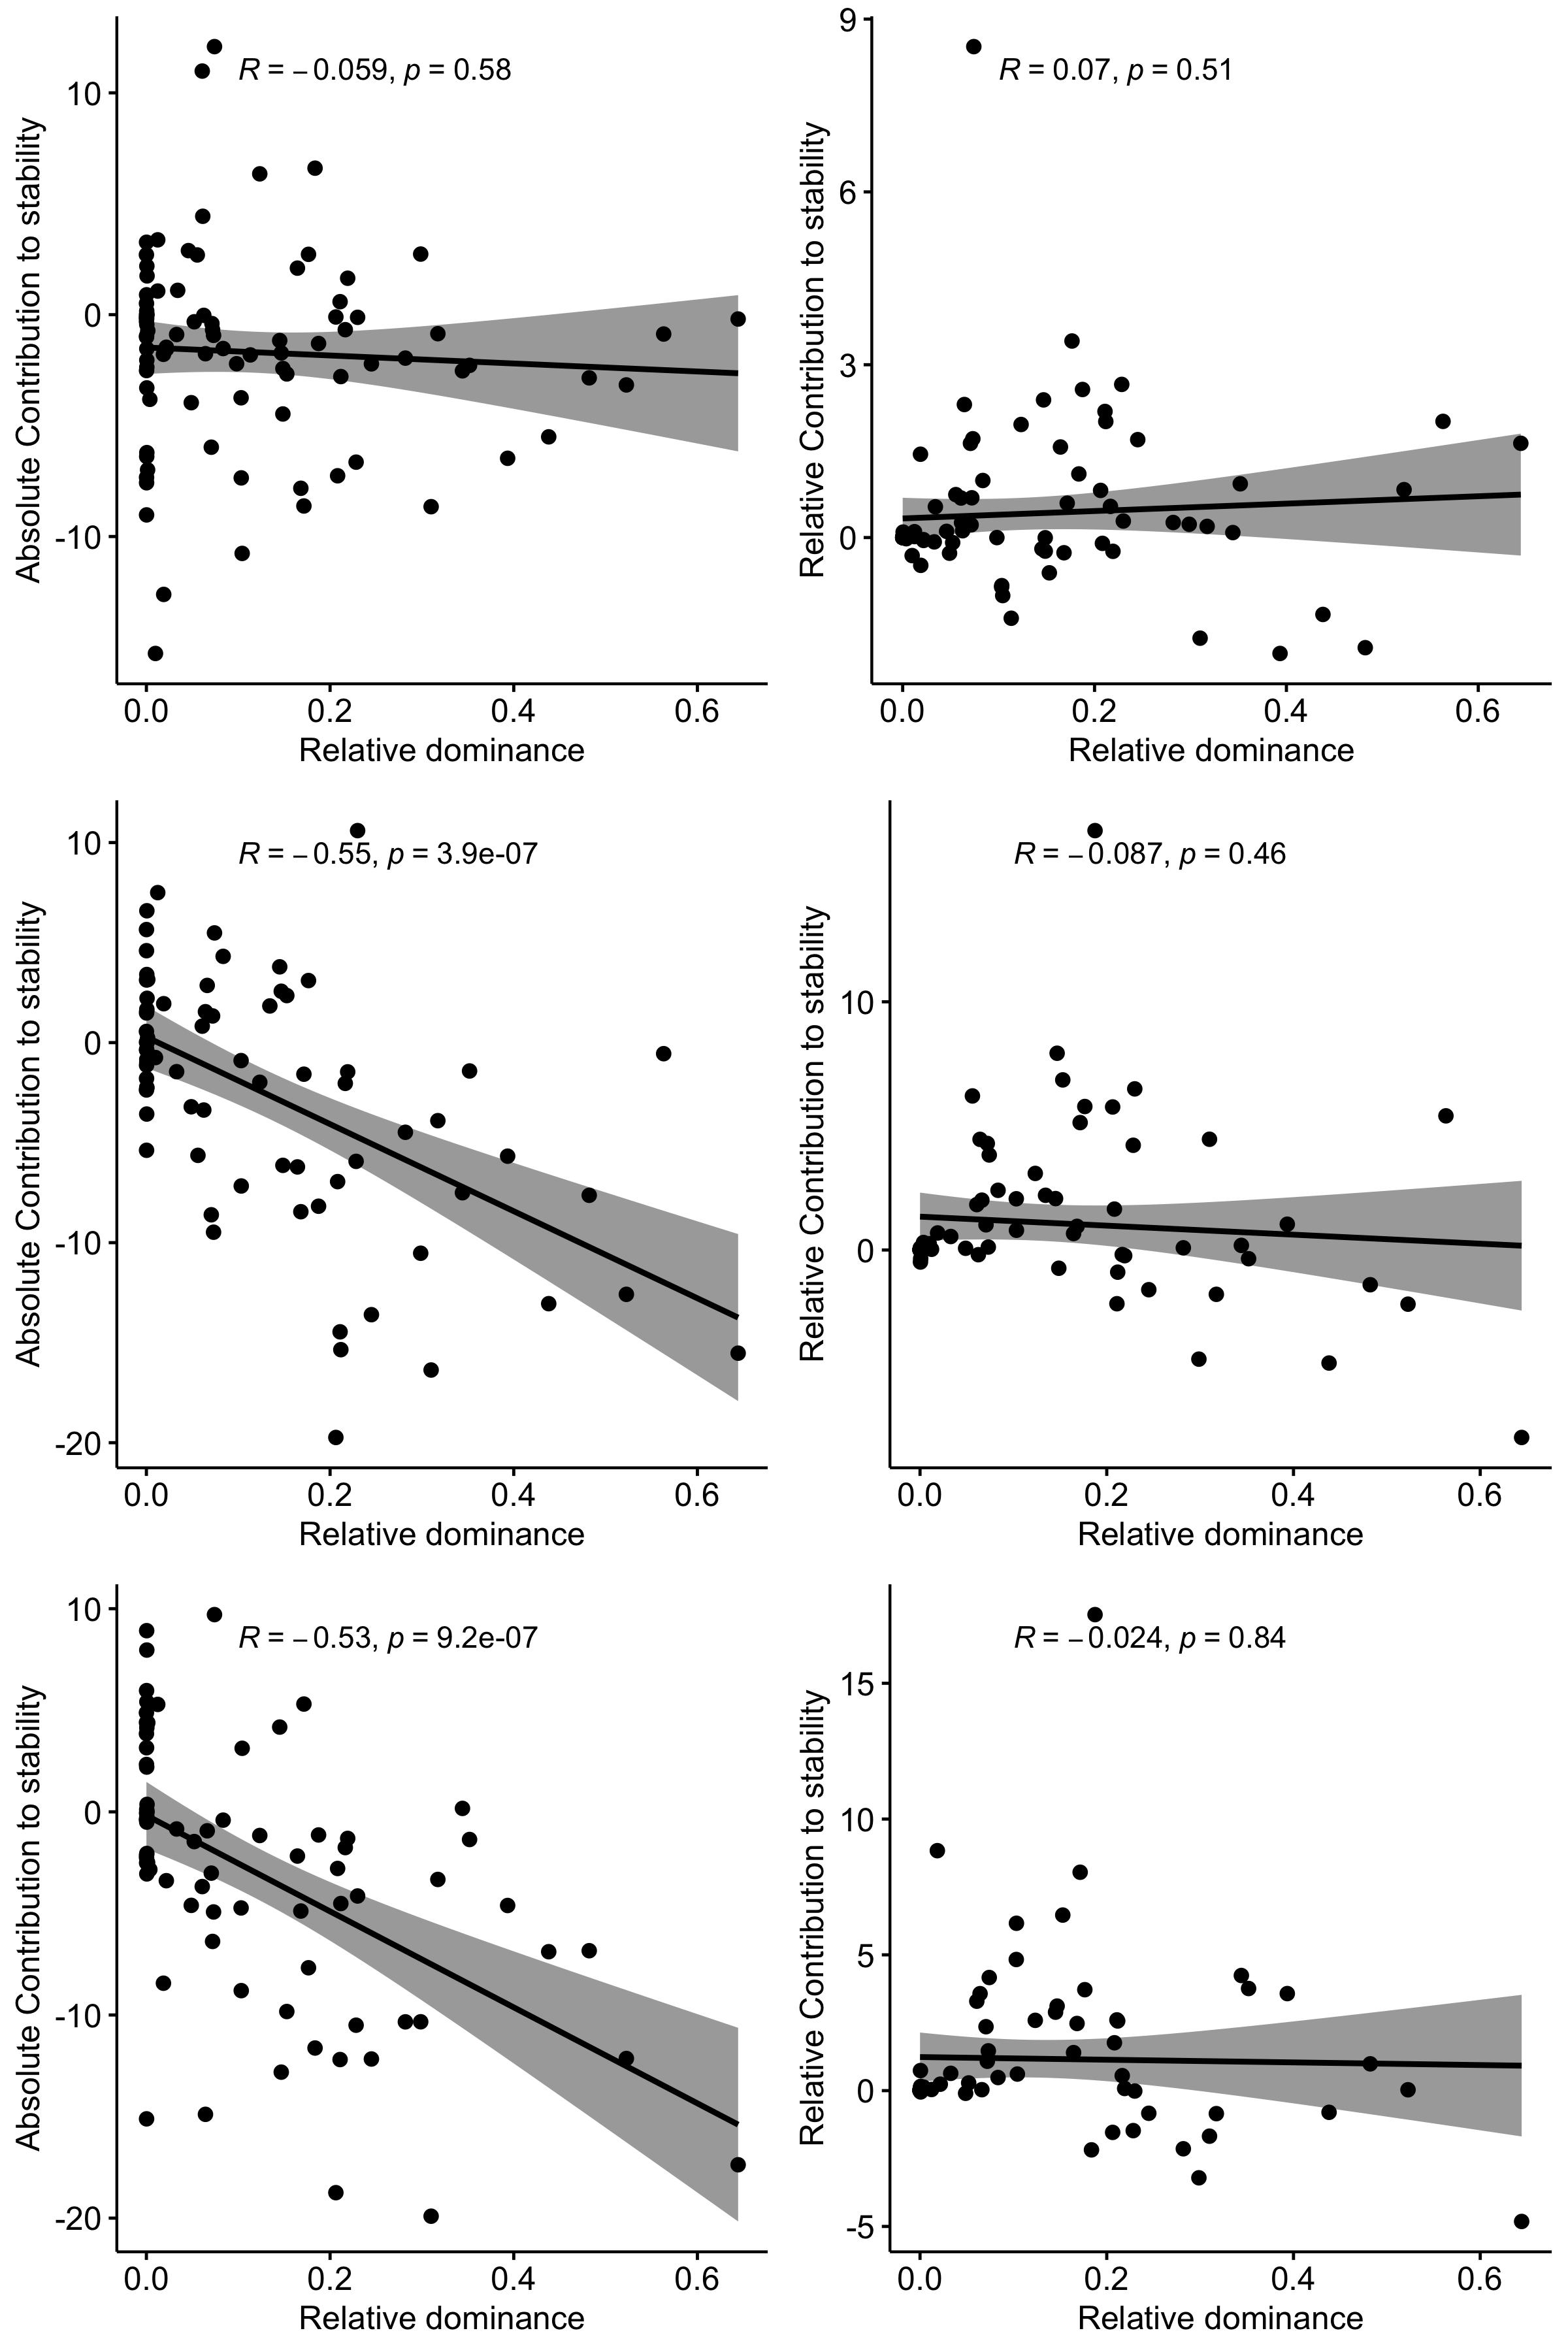 R = −0.059, p = 0.58
Absolute Contribution to stability
10
0
-10
0.0 0.2 0.4 0.6
Relative dominance
R = 0.07, p = 0.51
Relative Contribution to stability
9
6
3
0
0.0 0.2 0.4 0.6
Relative dominance
R = −0.55, p = 3.9e-07
Absolute Contribution to stability
10
0
-10
-20
0.0 0.2 0.4 0.6
Relative dominance
R = −0.087, p = 0.46
Relative Contribution to stability
10
0
0.0 0.2 0.4 0.6
Relative dominance
R = −0.53, p = 9.2e-07
Absolute Contribution to stability
10
0
-10
-20
0.0 0.2 0.4 0.6
Relative dominance
R = −0.024, p = 0.84
Relative Contribution to stability
15
10
5
0
-5
0.0 0.2 0.4 0.6
Relative dominance